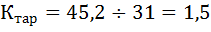 Ктар = 45,2 ÷ 31 = 1,5